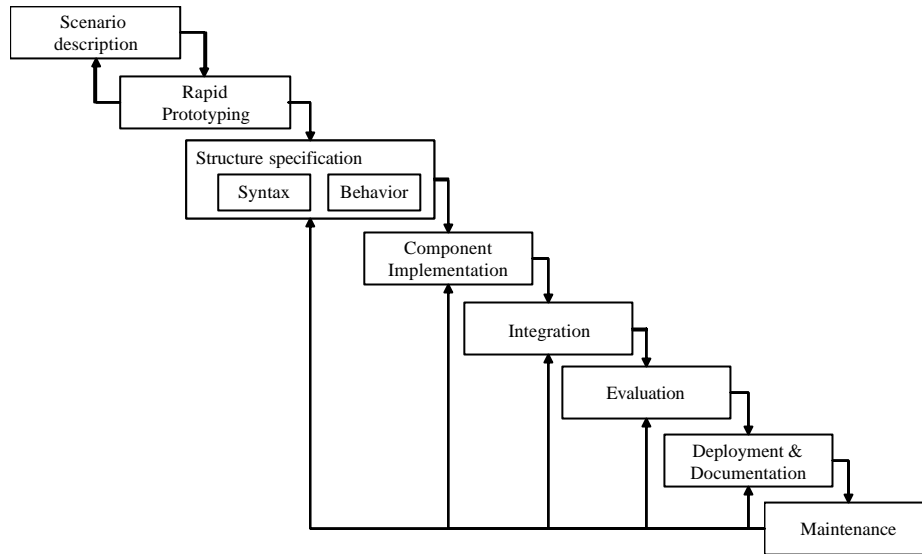 Scenario
description
Rapid
Prototyping
Structure specification
Syntax
Behavior
Component
Implementation
Integration
Evaluation
Deployment &
Documentation
Maintenance